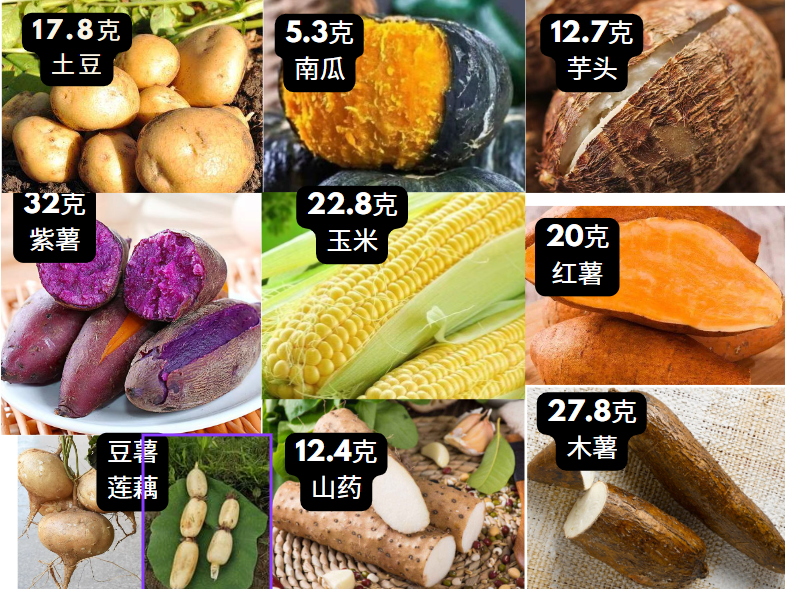 17.8克
土豆
5.3克
南瓜
12.7克
芋头
32克
紫薯
22.8克
玉米
20克
红薯
豆薯
莲藕
12.4克
山药
27.8克
木薯